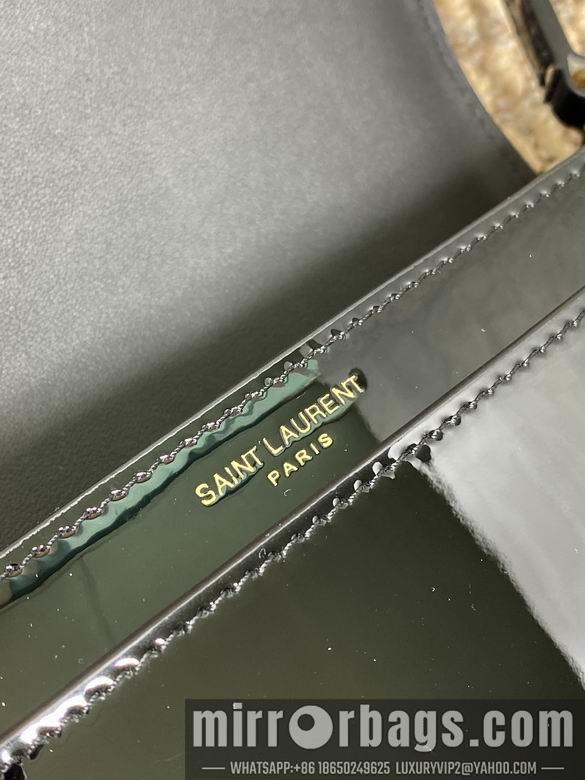 SAINT LAURENT
PARIS
mirrorbags.com
WHATSAPP:+86 18650249625 LUXURYVIP2@YAHOO.COM